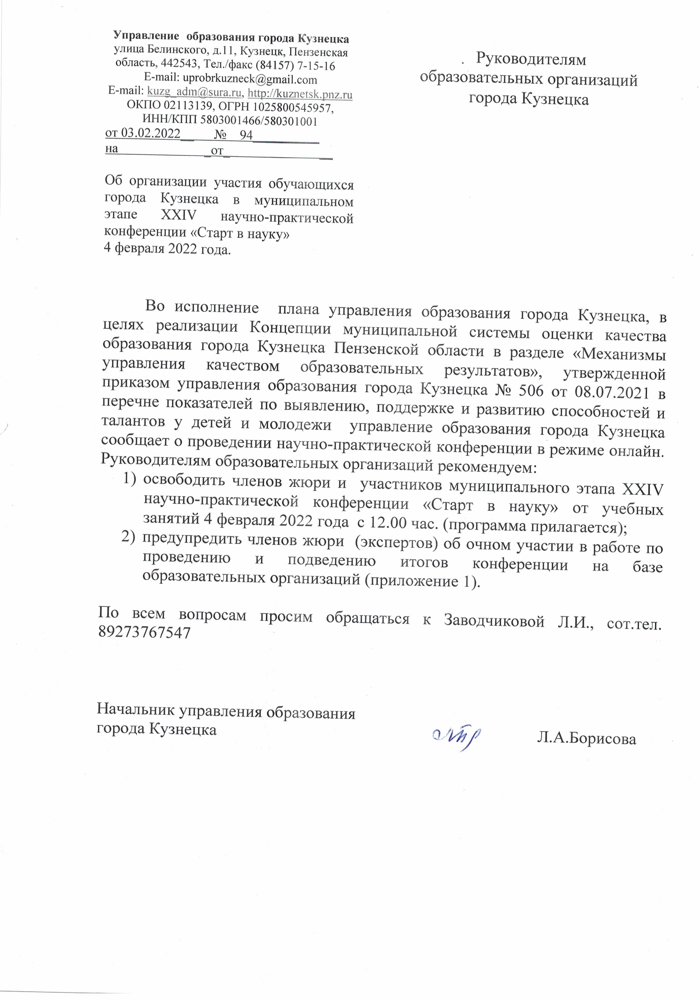 Управление образования города Кузнецка
улица Белинского, д.11, Кузнецк, Пензенская
область, 442543, Тел./факс (84157) 7-15-16
E-mail: uprobrkuzneck@gmail.com
E-mail: kuzg_adm@sura.ru, http://kuznetsk.pnz.ru
ОКПО 02113139, ОГРН 1025800545957,
ИНН/КПП 5803001466/580301001
от 03.02.2022__ № 94__________
на _от_ __
. Руководителям
образовательных организаций
города Кузнецка
Об организации участия обучающихся
города Кузнецка в муниципальном
этапе XXIV научно-практической
конференции «Старт в науку»
4 февраля 2022 года.
Во исполнение плана управления образования города Кузнецка, в
целях реализации Концепции муниципальной системы оценки качества
образования города Кузнецка Пензенской области в разделе «Механизмы
управления качеством образовательных результатов», утвержденной
приказом управления образования города Кузнецка № 506 от 08.07.2021 в
перечне показателей по выявлению, поддержке и развитию способностей и
талантов у детей и молодежи управление образования города Кузнецка
сообщает о проведении научно-практической конференции в режиме онлайн.
Руководителям образовательных организаций рекомендуем:
1) освободить членов жюри и участников муниципального этапа XXIV
научно-практической конференции «Старт в науку» от учебных
занятий 4 февраля 2022 года с 12.00 час. (программа прилагается);
2) предупредить членов жюри (экспертов) об очном участии в работе по
проведению и подведению итогов конференции на базе
образовательных организаций (приложение 1).
По всем вопросам просим обращаться к Заводчиковой Л.И., сот.тел.
89273767547
Начальник управления образования
города Кузнецка
Л.А.Борисова